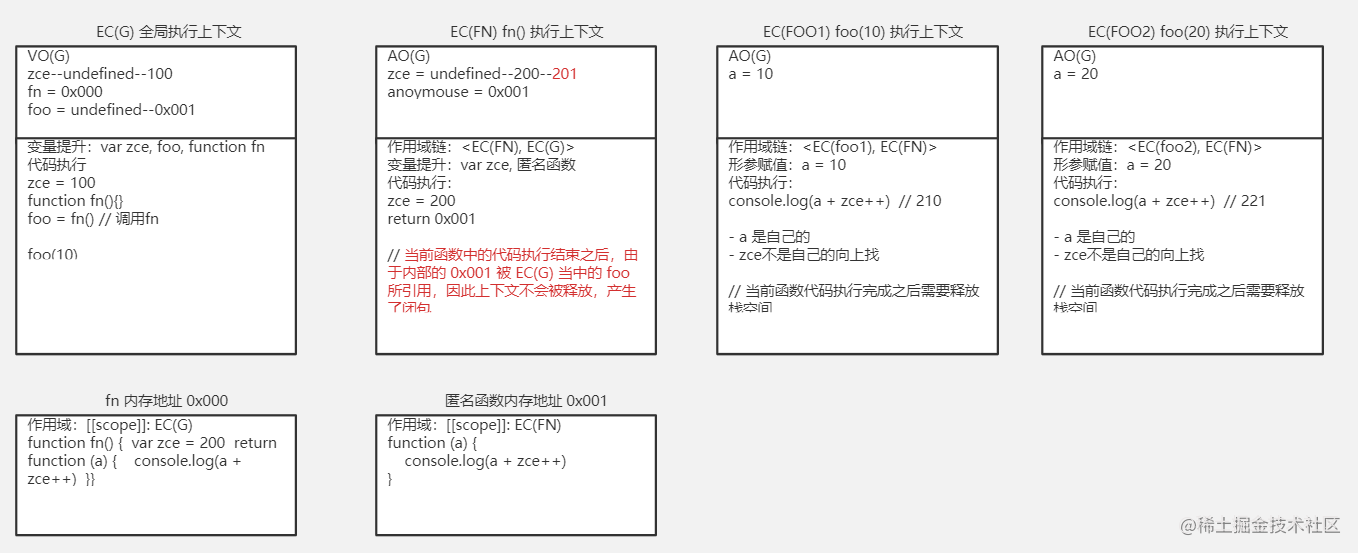 EC(G) 全局执行上下文
VO(G)
zce--undefined--100
fn = 0x000
foo = undefined--0x001
变量提升：var zce, foo, function fn
代码执行
zce = 100
function fn(){}
foo = fn() // 调用fn
foo(10)
EC(FN) fn() 执行上下文
AO(G)
zce = undefined--200--201
anoymouse = 0x001
作用域链：<EC(FN), EC(G)>
变量提升：var zce, 匿名函数
代码执行：
zce = 200
return 0x001
// 当前函数中的代码执行结束之后，由
于内部的 0x001 被 EC(G) 当中的 foo
所引用，因此上下文不会被释放，产生
了闭包
EC(FOO1) foo(10) 执行上下文
AO(G)
a = 10
作用域链：<EC(foo1), EC(FN)>
形参赋值：a = 10
代码执行：
console.log(a + zce++)  // 210
- a 是自己的
- zce不是自己的向上找
// 当前函数代码执行完成之后需要释放
栈空间
EC(FOO2) foo(20) 执行上下文
AO(G)
a = 20
作用域链：<EC(foo2), EC(FN)>
形参赋值：a = 20
代码执行：
console.log(a + zce++)  // 221
- a 是自己的
- zce不是自己的向上找
// 当前函数代码执行完成之后需要释放
栈空间
fn 内存地址 0x000
作用域：[[scope]]: EC(G)
function fn() {  var zce = 200  return
function (a) {    console.log(a +
zce++)  }}
匿名函数内存地址 0x001
作用域：[[scope]]: EC(FN)
function (a) {
console.log(a + zce++)
}
@稀土掘金技术社区